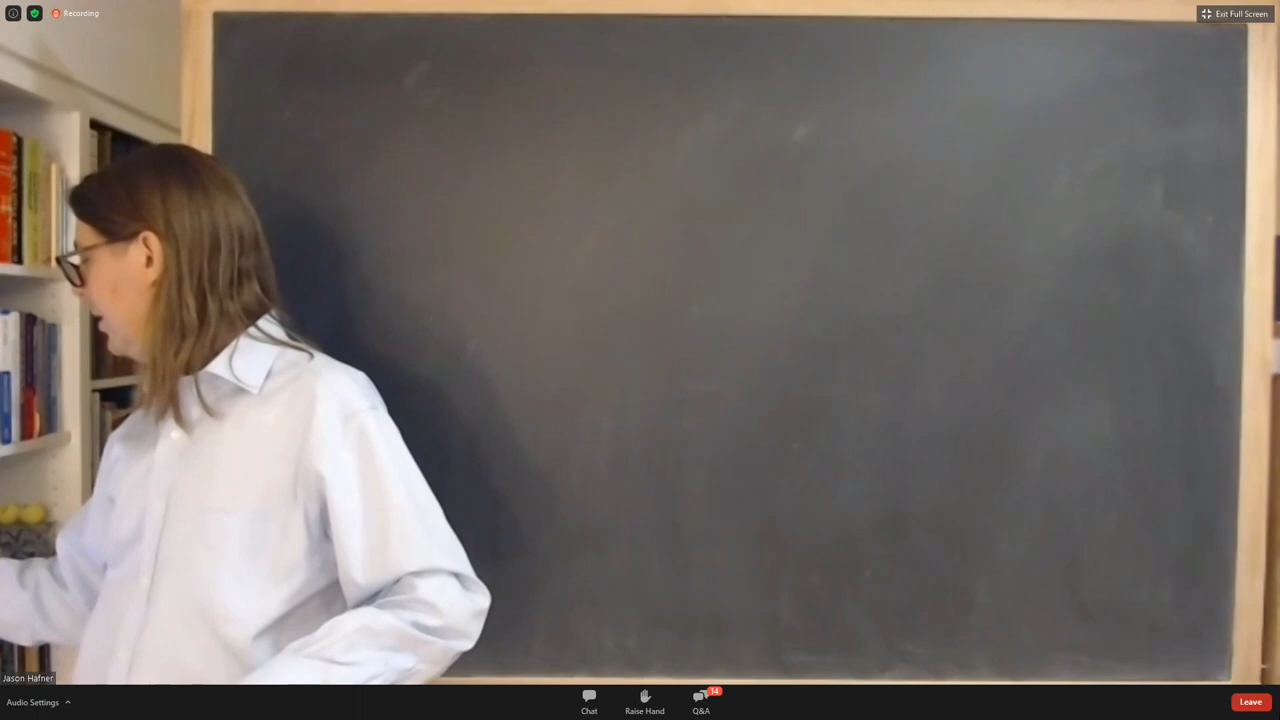 Recording
Exit Full Screen
Jason Hafner
Audio Settings
Chat
Raise Hand
Q&A
14
Leave